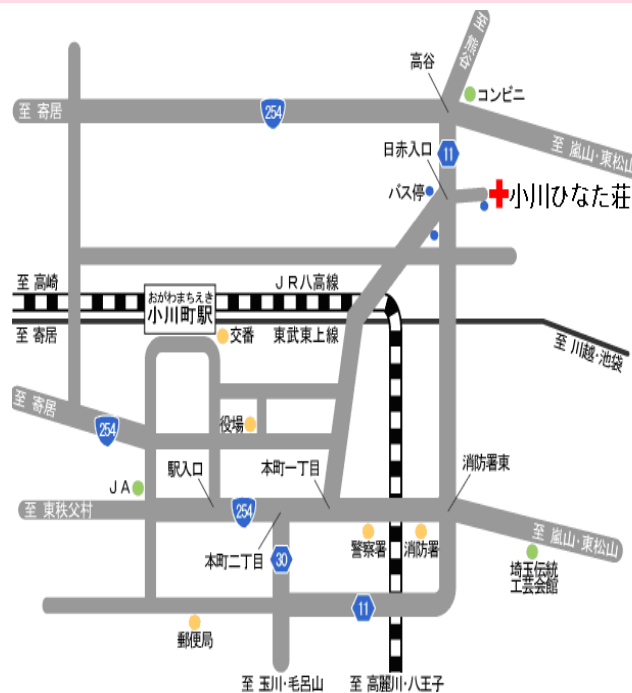 至 熊谷
高谷
コンビニ
至 寄居
254
至 嵐山・東松山
日赤入口
11
バス停
小川ひなた荘
至 高崎
おがわまちえき
小川町駅
ＪＲ八高線
至 寄居
交番
東武東上線
至 川越・池袋
至 寄居
254
役場
駅入口
本町一丁目
消防署東
ＪＡ
至 東秩父村
254
至 嵐山・東松山
本町二丁目
30
警察署
消防署
埼玉伝統
工芸会館
11
郵便局
至 玉川・毛呂山
至 高麗川・八王子